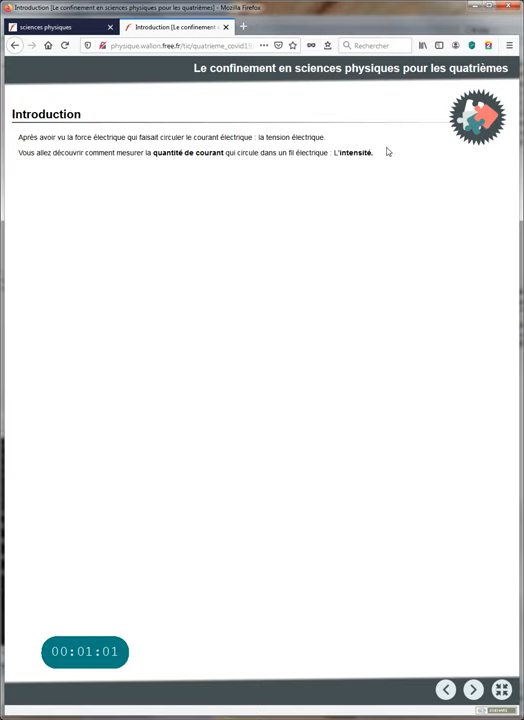 Introduction [Le confinement en sciences physiques pour les quatrièmes] - Mozilla Firefox
sciences physiques
Introduction [Le confinement e
physique.wallon.free.fr/tic/quatrieme_covid19
Rechercher
Le confinement en sciences physiques pour les quatrièmes
Introduction
Après avoir vu la force électrique qui faisait circuler le courant électrique : la tension électrique.
Vous allez découvrir comment mesurer la quantité de courant qui circule dans un fil électrique : L'intensité.
00:01:01